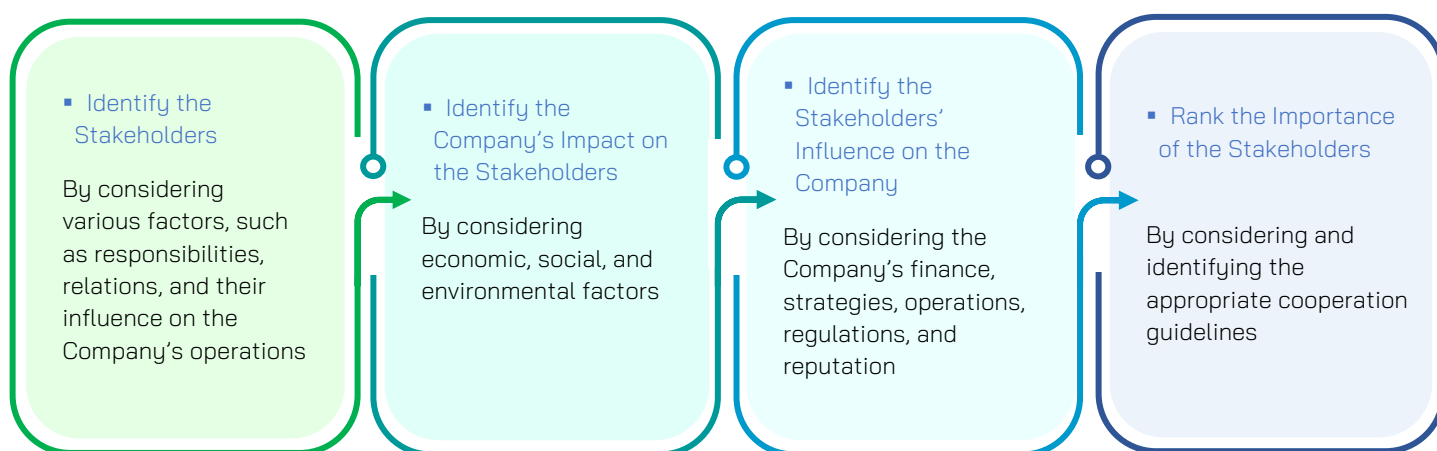 ▪ Identify the
Stakeholders
By considering
various factors, such
as responsibilities,
relations, and their
influence on the
Company's operations
▪ Identify the
Company's Impact on
the Stakeholders
By considering
economic, social, and
environmental factors
▪ Identify the
Stakeholders'
Influence on the
Company
By considering the
Company's finance,
strategies, operations,
regulations, and
reputation
▪ Rank the Importance
of the Stakeholders
By considering and
identifying the
appropriate cooperation
guidelines